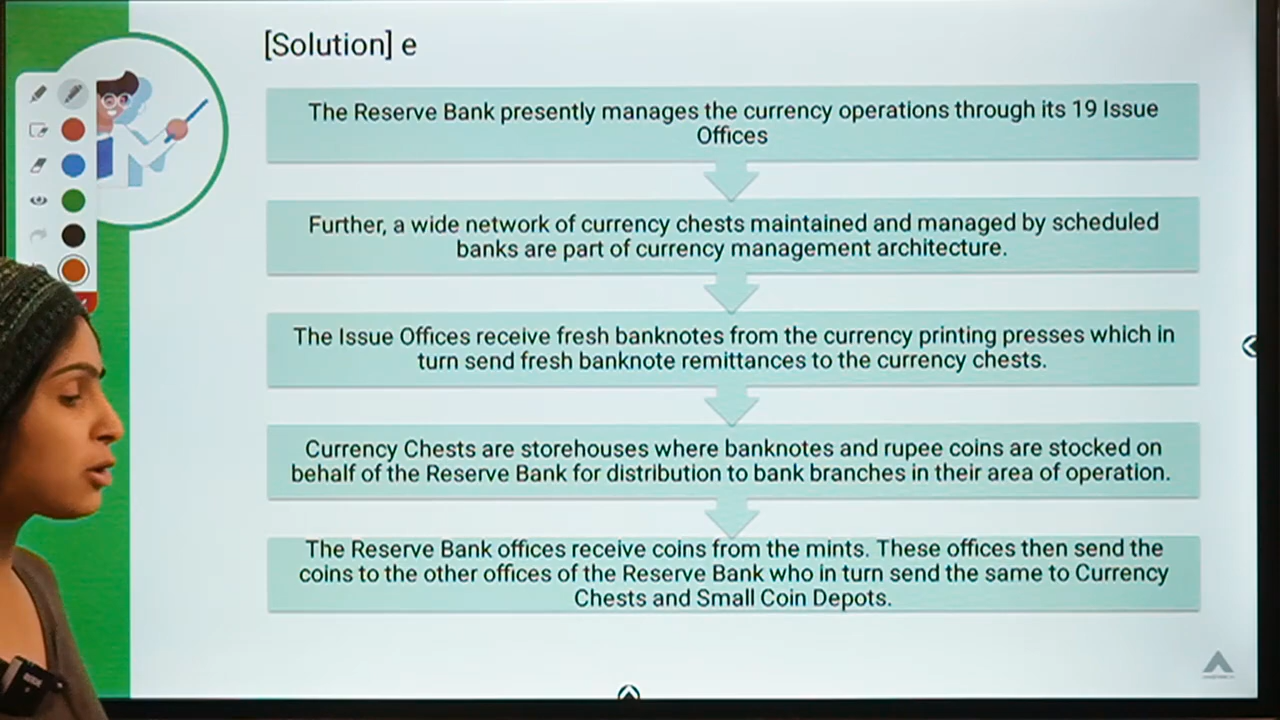 [Solution] e
The Reserve Bank presently manages the currency operations through its 19 Issue
Offices
Further, a wide network of currency chests maintained and managed by scheduled
banks are part of currency management architecture.
The Issue Offices receive fresh banknotes from the currency printing presses which in
turn send fresh banknote remittances to the currency chests.
Currency Chests are storehouses where banknotes and rupee coins are stocked on
behalf of the Reserve Bank for distribution to bank branches in their area of operation.
The Reserve Bank offices receive coins from the mints. These offices then send the
coins to the other offices of the Reserve Bank who in turn send the same to Currency
Chests and Small Coin Depots.